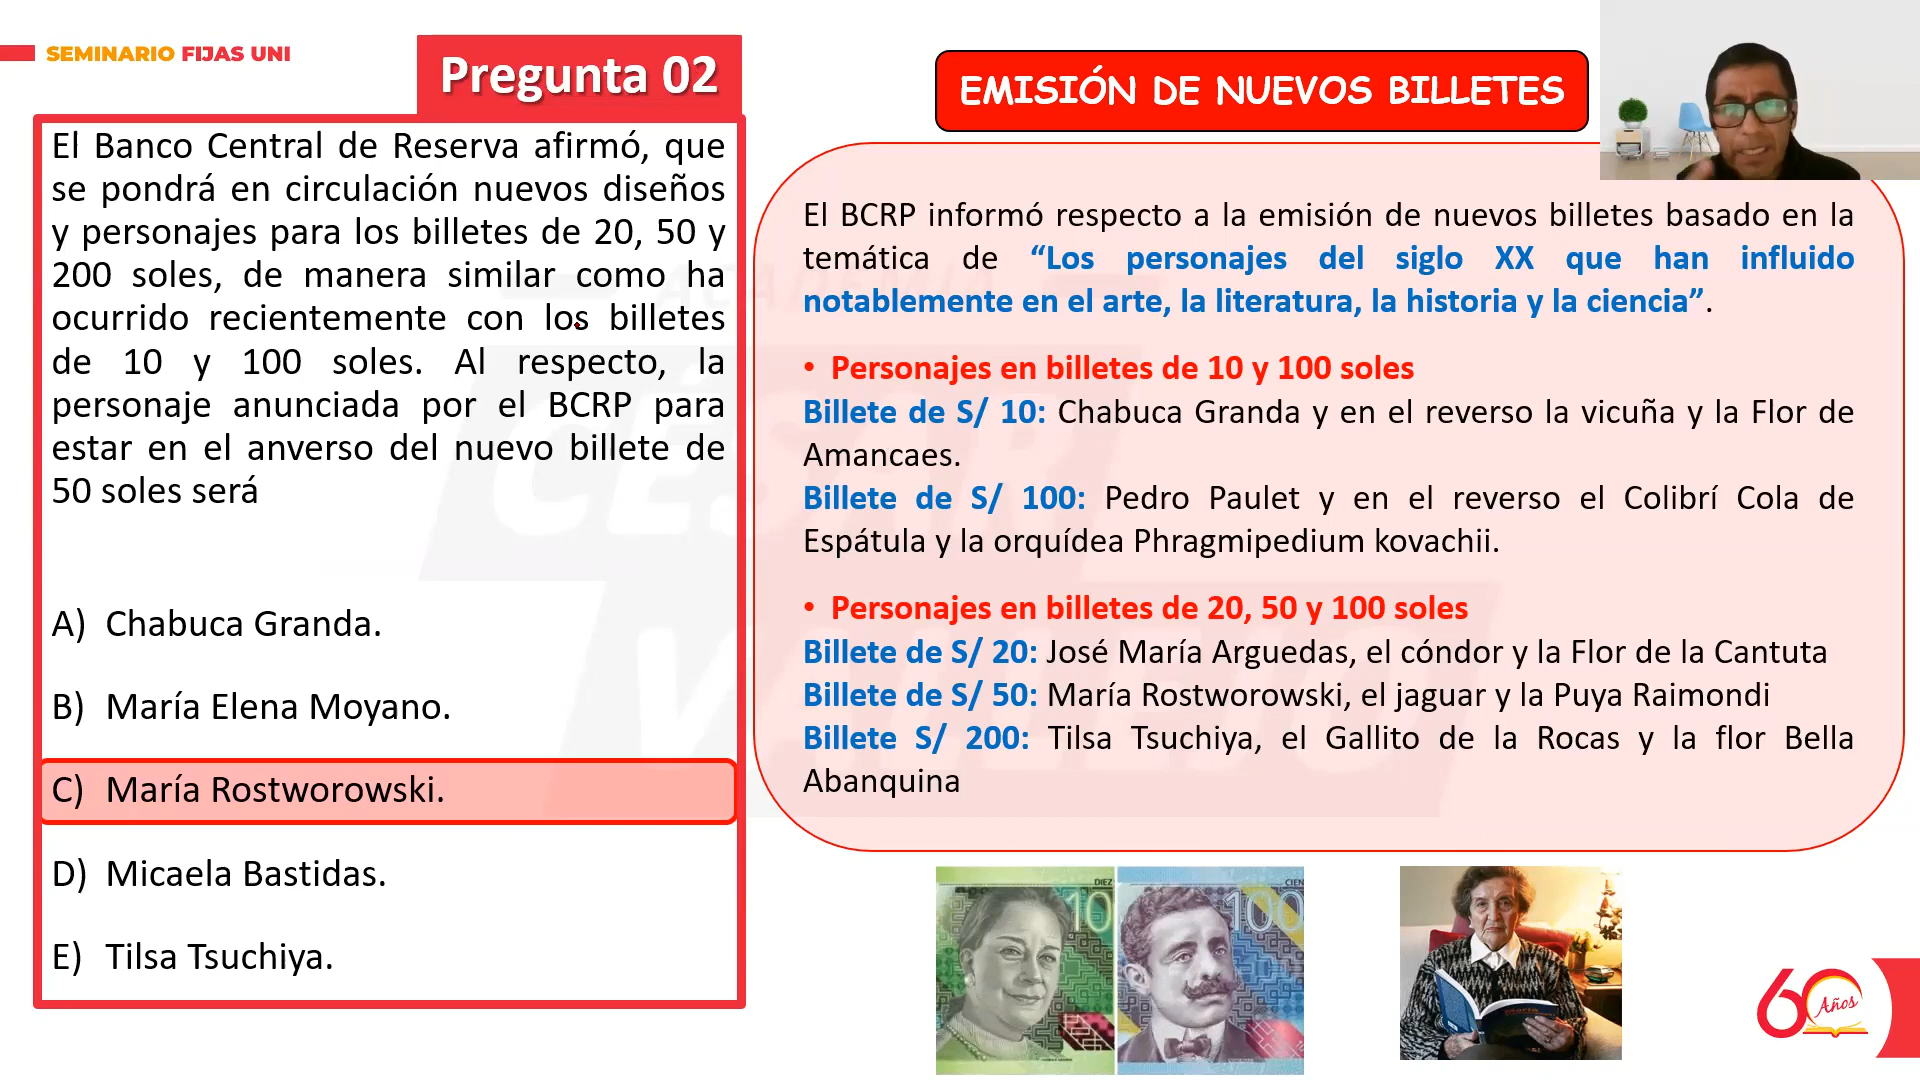 SEMINARIO FIJAS UNI
Pregunta 02
El Banco Central de Reserva afirmó, que
se pondrá en circulación nuevos diseños
y personajes para los billetes de 20, 50 y
200 soles, de manera similar como ha
ocurrido recientemente con los billetes
de 10 y 100 soles. Al respecto, la
personaje anunciada por el BCRP para
estar en el anverso del nuevo billete de
50 soles será
A) Chabuca Granda.
B) María Elena Moyano.
C) María Rostworowski.
D) Micaela Bastidas.
E) Tilsa Tsuchiya.
EMISIÓN DE NUEVOS BILLETES
El BCRP informó respecto a la emisión de nuevos billetes basado en la
temática de “Los personajes del siglo XX que han influido
notablemente en el arte, la literatura, la historia y la ciencia”.
• Personajes en billetes de 10 y 100 soles
Billete de S/ 10: Chabuca Granda y en el reverso la vicuña y la Flor de
Amancaes.
Billete de S/ 100: Pedro Paulet y en el reverso el Colibrí Cola de
Espátula y la orquídea Phragmipedium kovachii.
• Personajes en billetes de 20, 50 y 100 soles
Billete de S/ 20: José María Arguedas, el cóndor y la Flor de la Cantuta
Billete de S/ 50: María Rostworowski, el jaguar y la Puya Raimondi
Billete S/ 200: Tilsa Tsuchiya, el Gallito de la Rocas y la flor Bella
Abanquina
DIEZ
10
CIEN
100
60 Años